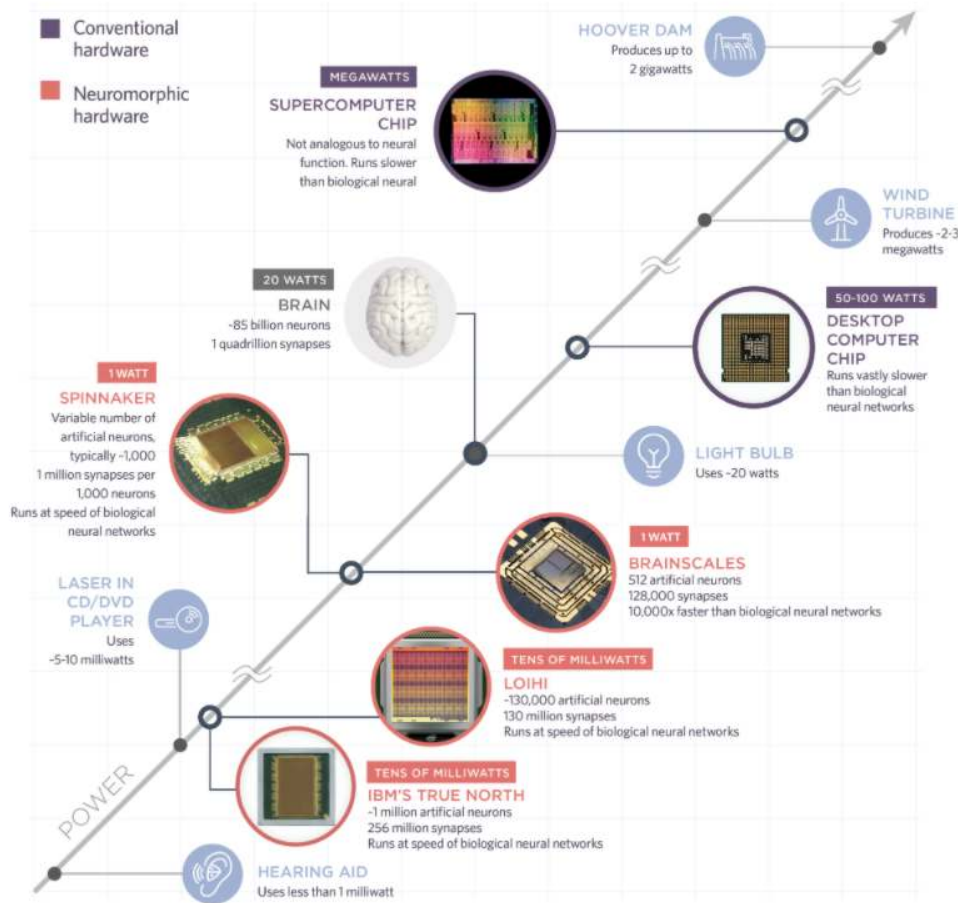 Conventional
hardware
Neuromorphic
hardware
HOOVER DAM
Produces up to
2 gigawatts
MEGAWATTS
SUPERCOMPUTER
CHIP
Not analogous to neural
function. Runs slower
than biological neural
WIND
TURBINE
Produces ~2-3
megawatts
20 WATTS
BRAIN
~85 billion neurons
1 quadrillion synapses
50-100 WATTS
DESKTOP
COMPUTER
CHIP
Runs vastly slower
than biological
neural networks
1 WATT
SPINNAKER
Variable number of
artificial neurons,
typically ~1,000
1 million synapses per
1,000 neurons
Runs at speed of biological
neural networks
LIGHT BULB
Uses ~20 watts
1 WATT
BRAINSCALES
512 artificial neurons
128,000 synapses
10,000x faster than biological neural networks
LASER IN
CD/DVD
PLAYER
Uses
~5-10 milliwatts
TENS OF MILLIWATTS
LOIHI
~130,000 artificial neurons
130 million synapses
Runs at speed of biological neural networks
TENS OF MILLIWATTS
IBM'S TRUE NORTH
~1 million artificial neurons
256 million synapses
Runs at speed of biological neural networks
POWER
HEARING AID
Uses less than 1 milliwatt